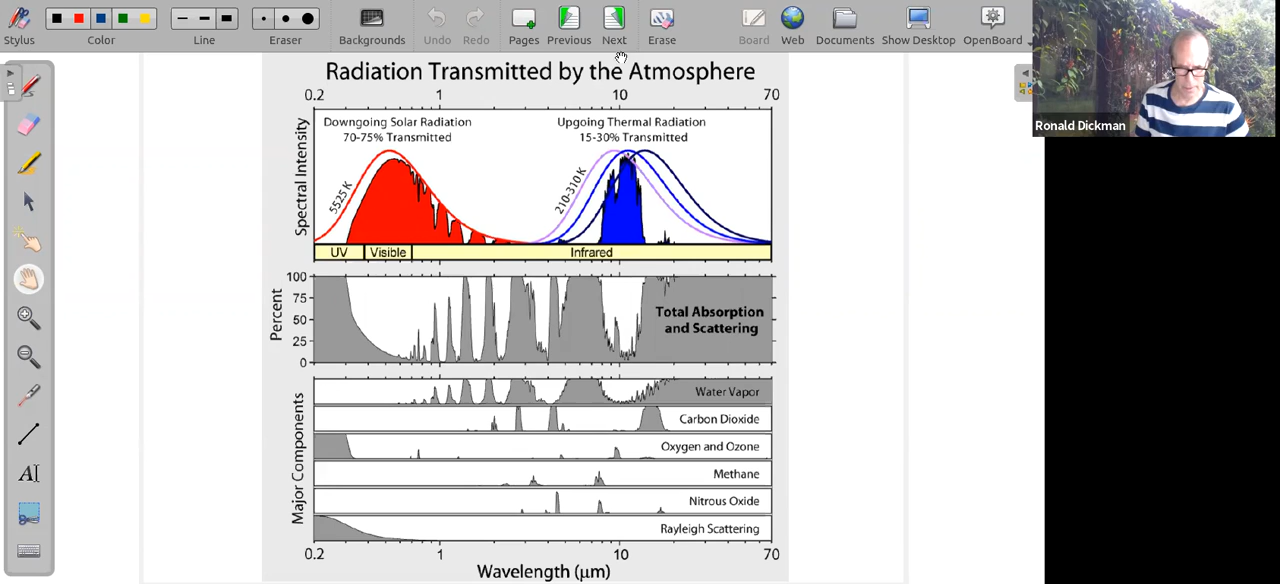 Stylus
Color
Line
Eraser
Backgrounds
Undo
Redo
Pages
Previous
Next
Erase
Board
Web
Documents
Show Desktop
OpenBoard
Ronald Dickman
Radiation Transmitted by the Atmosphere
0.2 1 10 70
Downgoing Solar Radiation
70-75% Transmitted
Upgoing Thermal Radiation
15-30% Transmitted
Spectral Intensity
5525 K
210-310 K
UV Visible Infrared
Percent
100
75
50
25
0
Total Absorption
and Scattering
Major Components
Water Vapor
Carbon Dioxide
Oxygen and Ozone
Methane
Nitrous Oxide
Rayleigh Scattering
0.2 1 10 70
Wavelength (μm)
AI